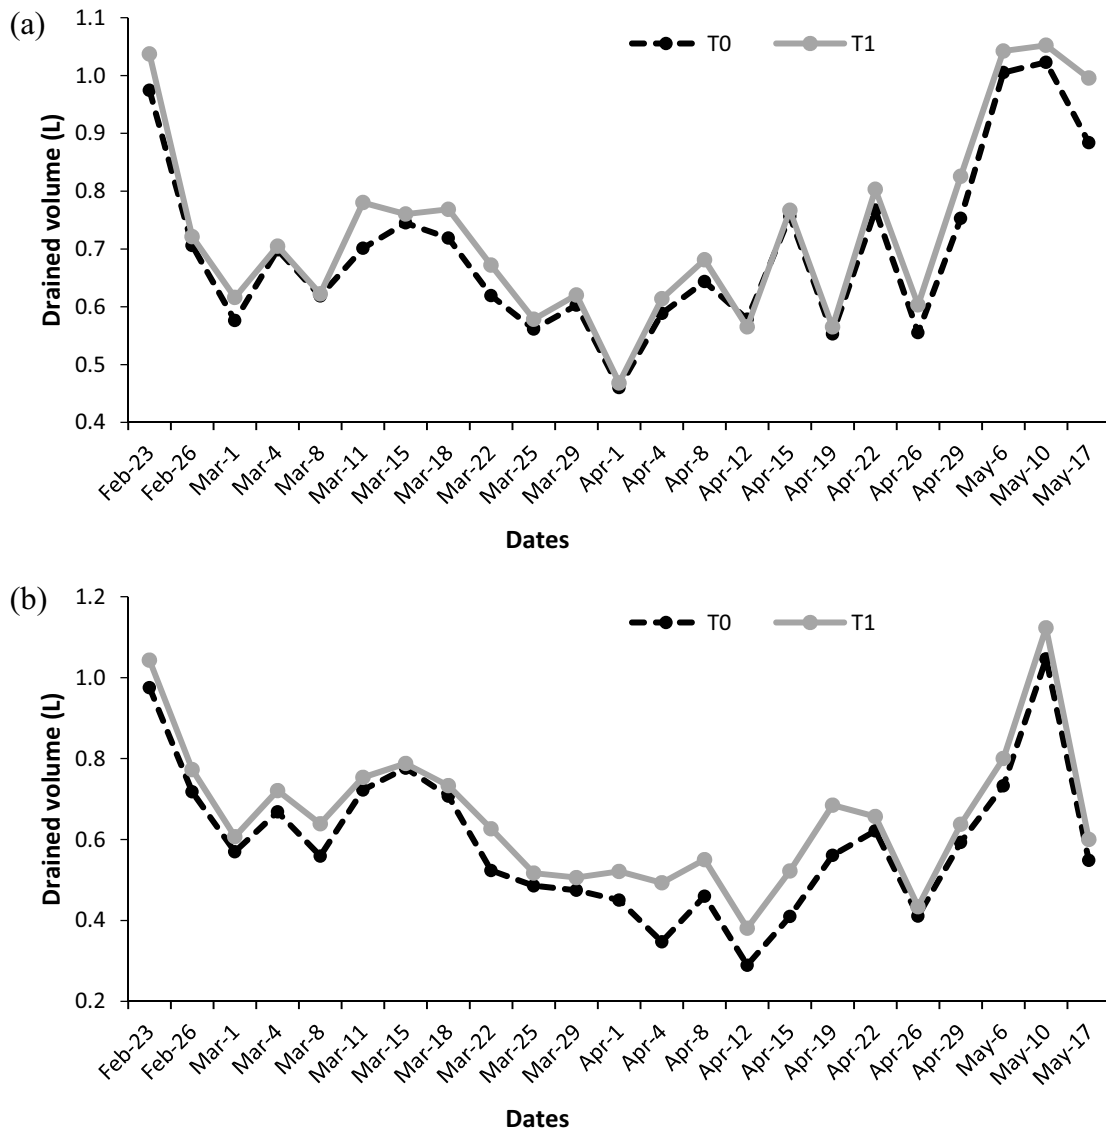 (a)
T0 T1
Drained volume (L)
1.1
1.0
0.9
0.8
0.7
0.6
0.5
0.4
Feb-23 Feb-26 Mar-1 Mar-4 Mar-8 Mar-11 Mar-15 Mar-18 Mar-22 Mar-25 Mar-29 Apr-1 Apr-4 Apr-8 Apr-12 Apr-15 Apr-19 Apr-22 Apr-26 Apr-29 May-6 May-10 May-17
Dates
(b)
T0 T1
Drained volume (L)
1.2
1.0
0.8
0.6
0.4
0.2
Feb-23 Feb-26 Mar-1 Mar-4 Mar-8 Mar-11 Mar-15 Mar-18 Mar-22 Mar-25 Mar-29 Apr-1 Apr-4 Apr-8 Apr-12 Apr-15 Apr-19 Apr-22 Apr-26 Apr-29 May-6 May-10 May-17
Dates